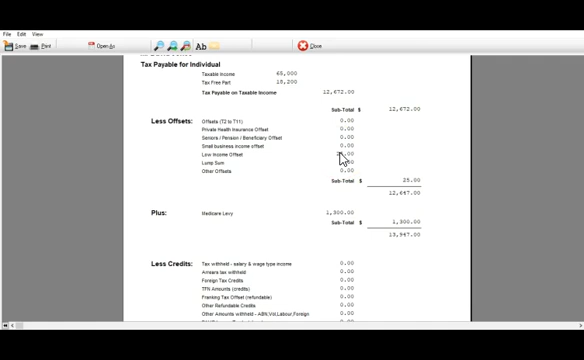 File Edit View
Save Print Open As Ab Close
Tax Payable for Individual
Taxable Income 65,000
Tax Free Part 18,200
Tax Payable on Taxable Income 12,672.00
Sub-Total $ 12,672.00
Less Offsets: Offsets (T2 to T11) 0.00
Private Health Insurance Offset 0.00
Seniors / Pension / Beneficiary Offset 0.00
Small business income offset 0.00
Low Income Offset
Lump Sum
Other Offsets 0.00
Sub-Total $ 25.00
12,647.00
Plus: Medicare Levy 1,300.00
Sub-Total $ 1,300.00
13,947.00
Less Credits: Tax withheld - salary & wage type income 0.00
Arrears tax withheld 0.00
Foreign Tax Credits 0.00
TFN Amounts (credits) 0.00
Franking Tax Offset (refundable) 0.00
Other Refundable Credits 0.00
Other Amounts withheld - ABN,Vol,Labour,Foreign 0.00